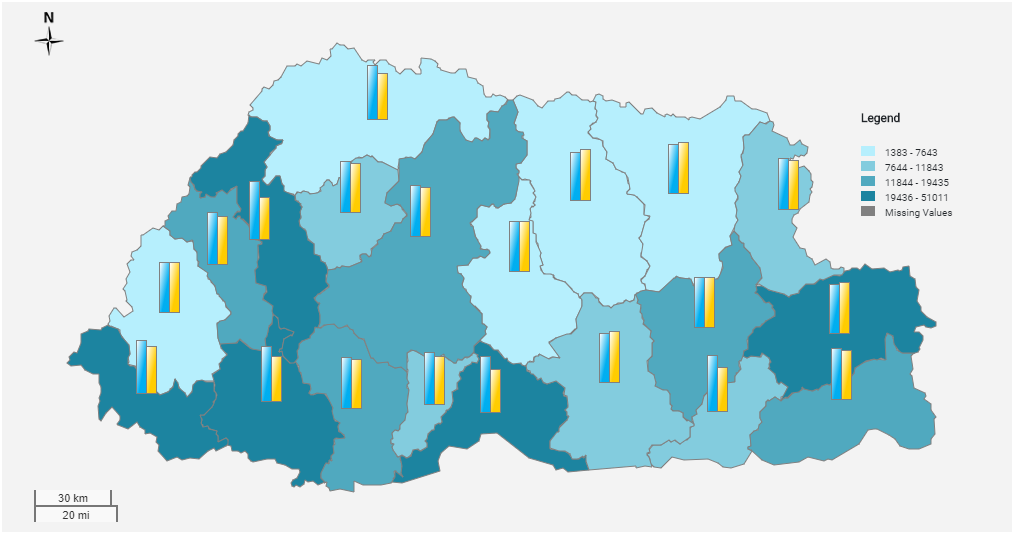 N
Legend
1383 - 7643
7644 - 11843
11844 - 19435
19436 - 51011
Missing Values
30 km
20 mi